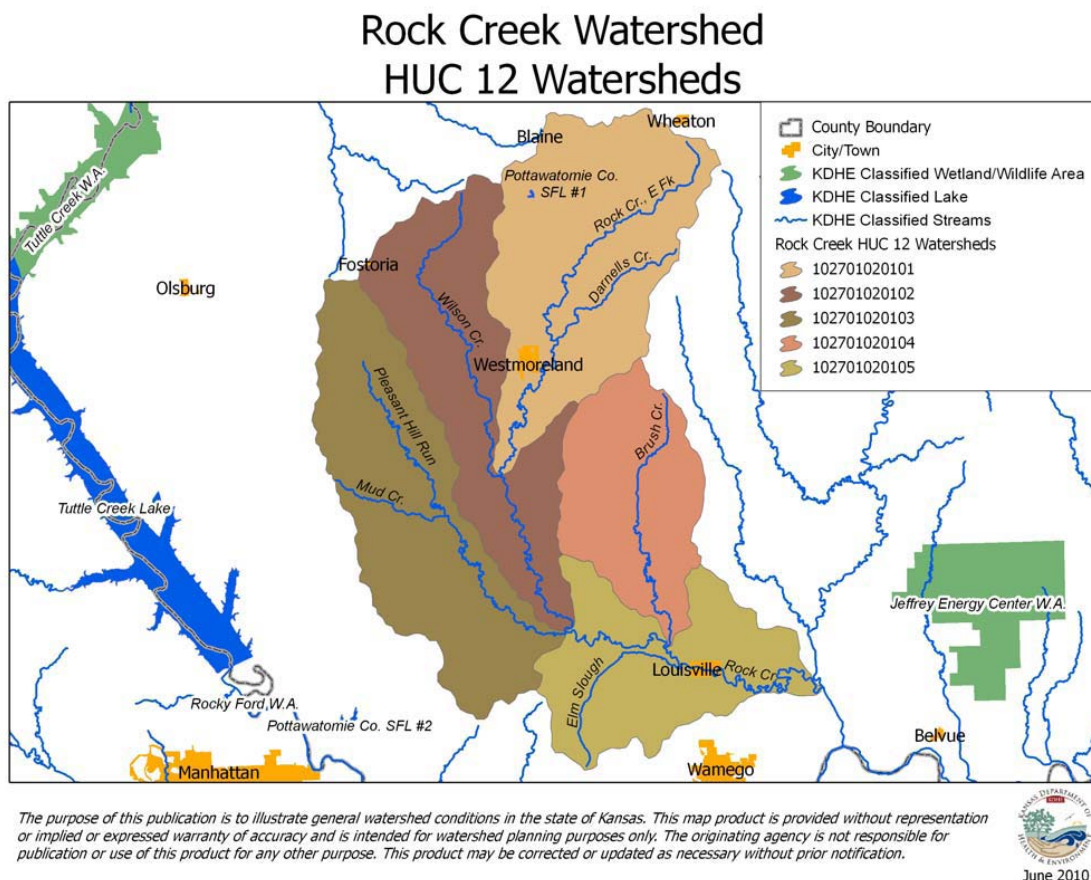 Rock Creek Watershed
HUC 12 Watersheds
County Boundary
City/Town
KDHE Classified Wetland/Wildlife Area
KDHE Classified Lake
KDHE Classified Streams
Rock Creek HUC 12 Watersheds
102701020101
102701020102
102701020103
102701020104
102701020105
Wheaton
Blaine
Pottawatomie Co.
SFL #1
Tuttle Creek W.A.
Rock Cr., E Fk
Darnells Cr.
Fostoria
Olsburg
Wilson Cr.
Westmoreland
Pleasant Hill Run
Brush Cr.
Mud Cr.
Tuttle Creek Lake
Jeffrey Energy Center W.A.
Elm Slough
Louisville
Rock Cr.
Rocky Ford W.A.
Pottawatomie Co. SFL #2
Belvue
Manhattan
Wamego
The purpose of this publication is to illustrate general watershed conditions in the state of Kansas. This map product is provided without representation
or implied or expressed warranty of accuracy and is intended for watershed planning purposes only. The originating agency is not responsible for
publication or use of this product for any other purpose. This product may be corrected or updated as necessary without prior notification.
KANSAS DEPARTMENT OF
HEALTH & ENVIRONMENT
June 2010